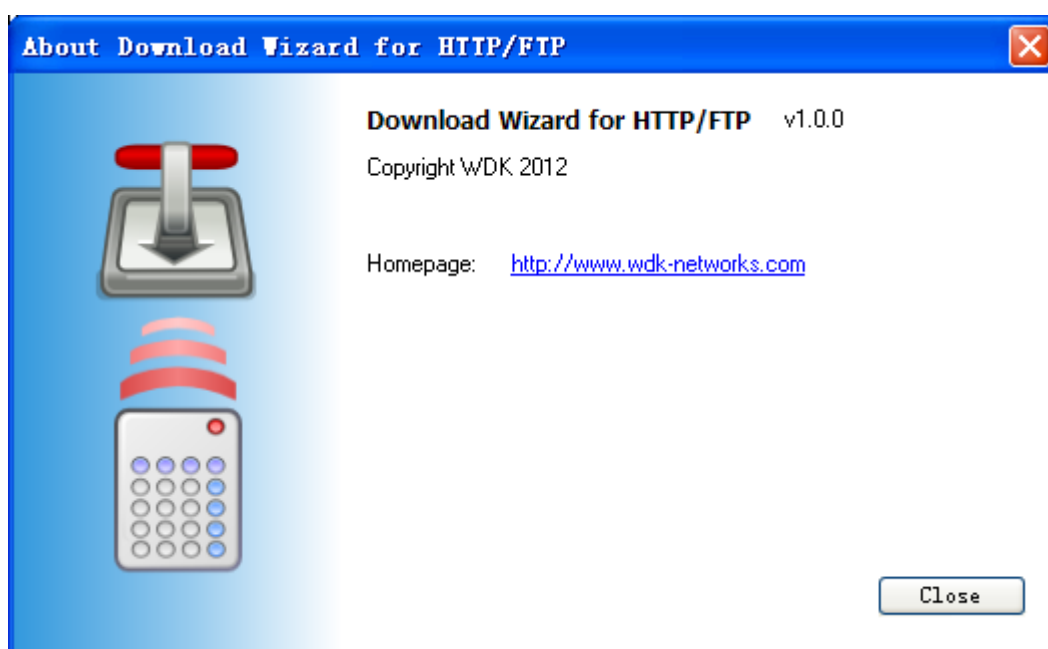 About Download Wizard for HTTP/FTP
Download Wizard for HTTP/FTP v1.0.0
Copyright WDK 2012
Homepage: http://www.wdk-networks.com
Close